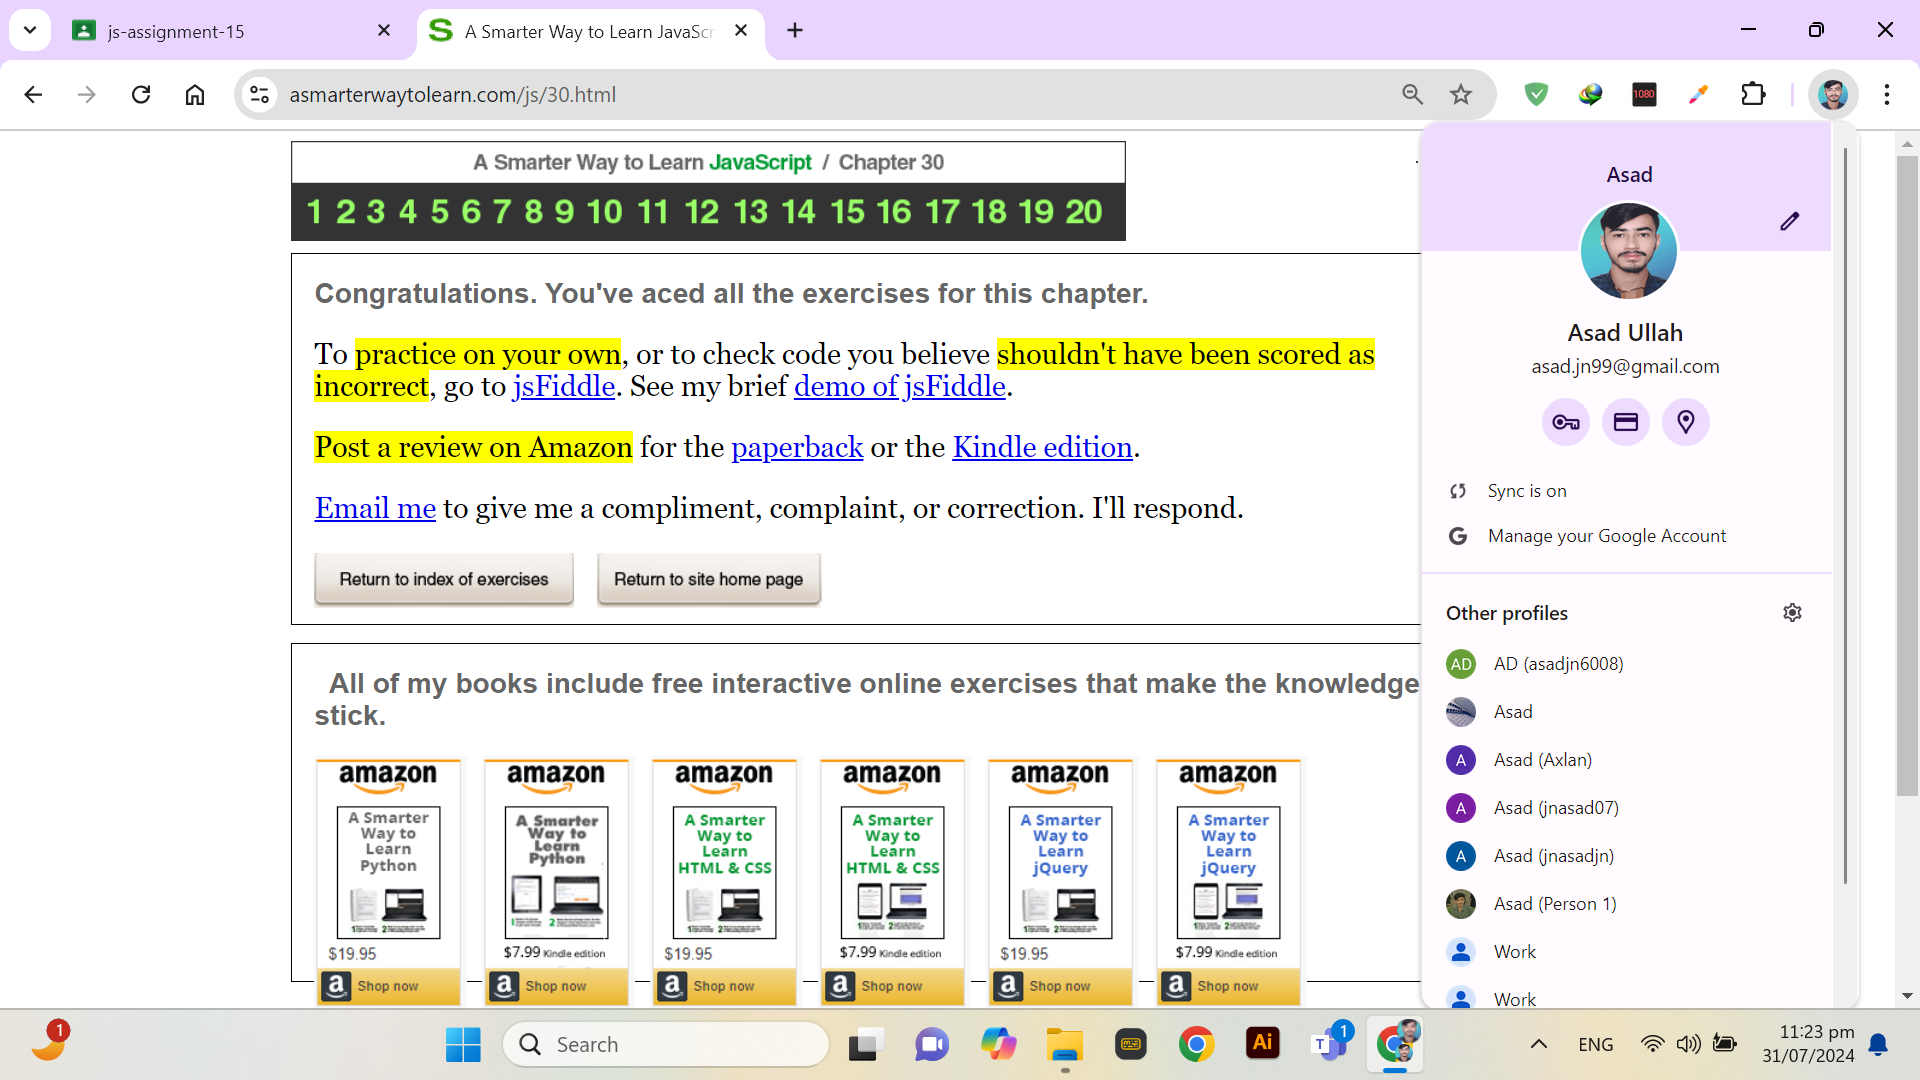 js-assignment-15
A Smarter Way to Learn JavaScr
asmarterwaytolearn.com/js/30.html
1080
A Smarter Way to Learn JavaScript / Chapter 30
1 2 3 4 5 6 7 8 9 10 11 12 13 14 15 16 17 18 19 20
Congratulations. You've aced all the exercises for this chapter.
To practice on your own, or to check code you believe shouldn't have been scored as
incorrect, go to jsFiddle. See my brief demo of jsFiddle.
Post a review on Amazon for the paperback or the Kindle edition.
Email me to give me a compliment, complaint, or correction. I'll respond.
Return to index of exercises
Return to site home page
All of my books include free interactive online exercises that make the knowledge
stick.
amazon
A Smarter
Way to
Learn
Python
$19.95
a Shop now
amazon
A Smarter
Way to
Learn
Python
$7.99 Kindle edition
a Shop now
amazon
A Smarter
Way to
Learn
HTML & CSS
$19.95
a Shop now
amazon
A Smarter
Way to
Learn
HTML & CSS
$7.99 Kindle edition
a Shop now
amazon
A Smarter
Way to
Learn
jQuery
$19.95
a Shop now
amazon
A Smarter
Way to
Learn
jQuery
$7.99 Kindle edition
a Shop now
Asad
Asad Ullah
asad.jn99@gmail.com
Sync is on
G Manage your Google Account
Other profiles
AD AD (asadjn6008)
Asad
A Asad (Axlan)
A Asad (jnasad07)
A Asad (jnasadjn)
Asad (Person 1)
Work
Work
1
Search
Ai
T 1
ENG
11:23 pm
31/07/2024